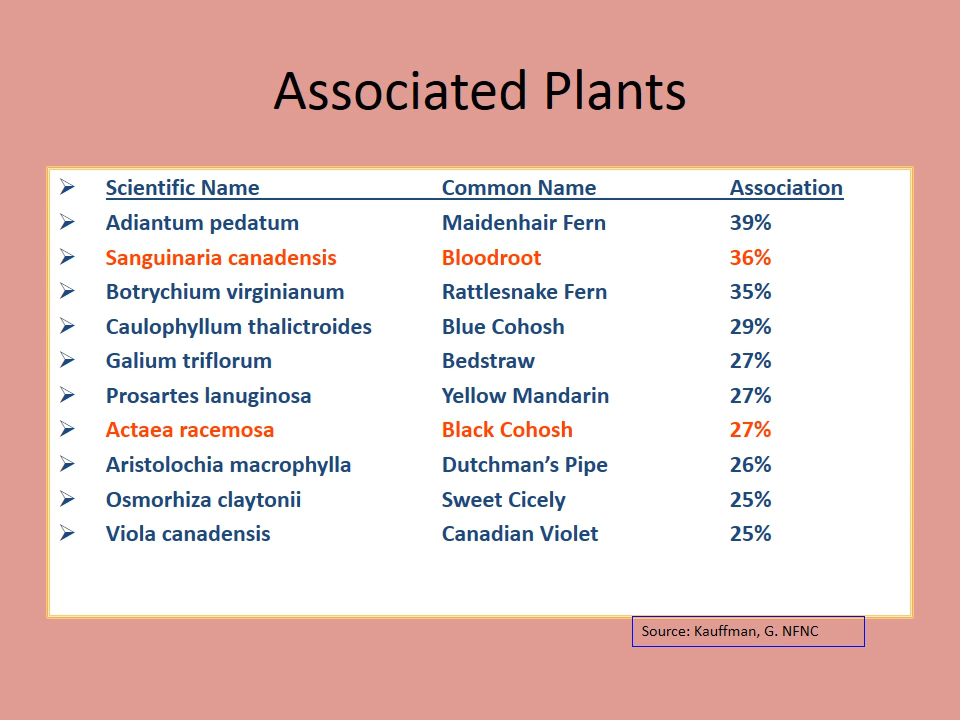 Associated Plants
Scientific Name Common Name Association
Adiantum pedatum Maidenhair Fern 39%
Sanguinaria canadensis Bloodroot 36%
Botrychium virginianum Rattlesnake Fern 35%
Caulophyllum thalictroides Blue Cohosh 29%
Galium triflorum Bedstraw 27%
Prosartes lanuginosa Yellow Mandarin 27%
Actaea racemosa Black Cohosh 27%
Aristolochia macrophylla Dutchman’s Pipe 26%
Osmorhiza claytonii Sweet Cicely 25%
Viola canadensis Canadian Violet 25%
Source: Kauffman, G. NFNC